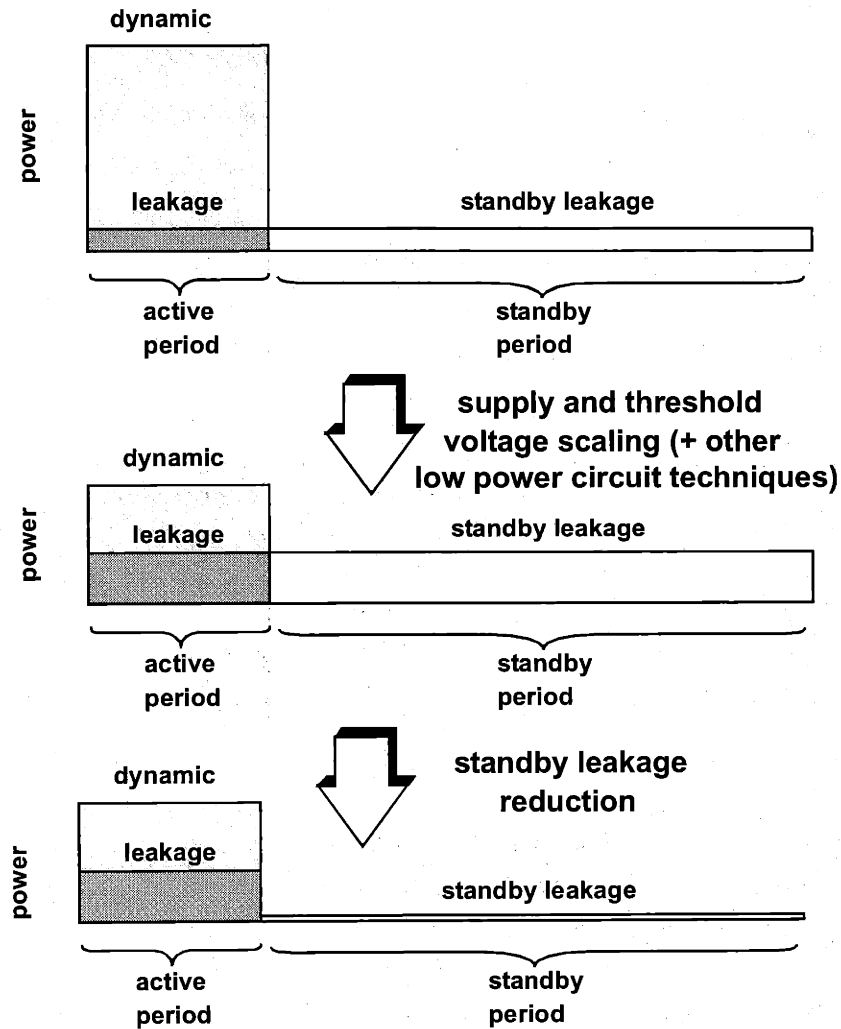 dynamic
power
leakage
standby leakage
active
period
standby
period
supply and threshold
voltage scaling (+ other
low power circuit techniques)
dynamic
power
leakage
standby leakage
active
period
standby
period
standby leakage
reduction
dynamic
power
leakage
standby leakage
active
period
standby
period